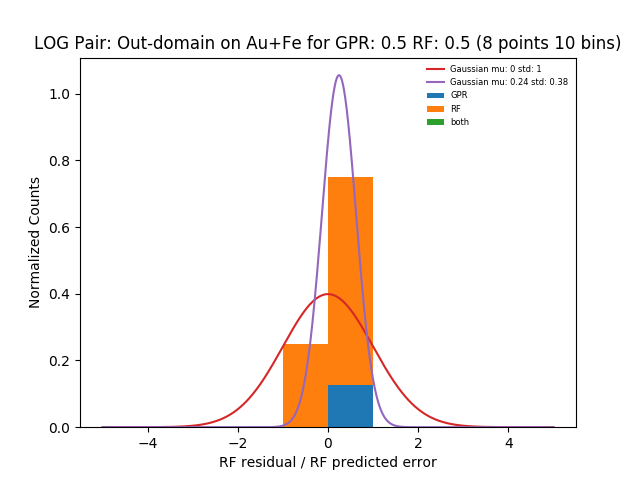 LOG Pair: Out-domain on Au+Fe for GPR: 0.5 RF: 0.5 (8 points 10 bins)
Gaussian mu: 0 std: 1
Gaussian mu: 0.24 std: 0.38
GPR
RF
both
1.0
0.8
0.6
0.4
0.2
0.0
Normalized Counts
−4 −2 0 2 4
RF residual / RF predicted error